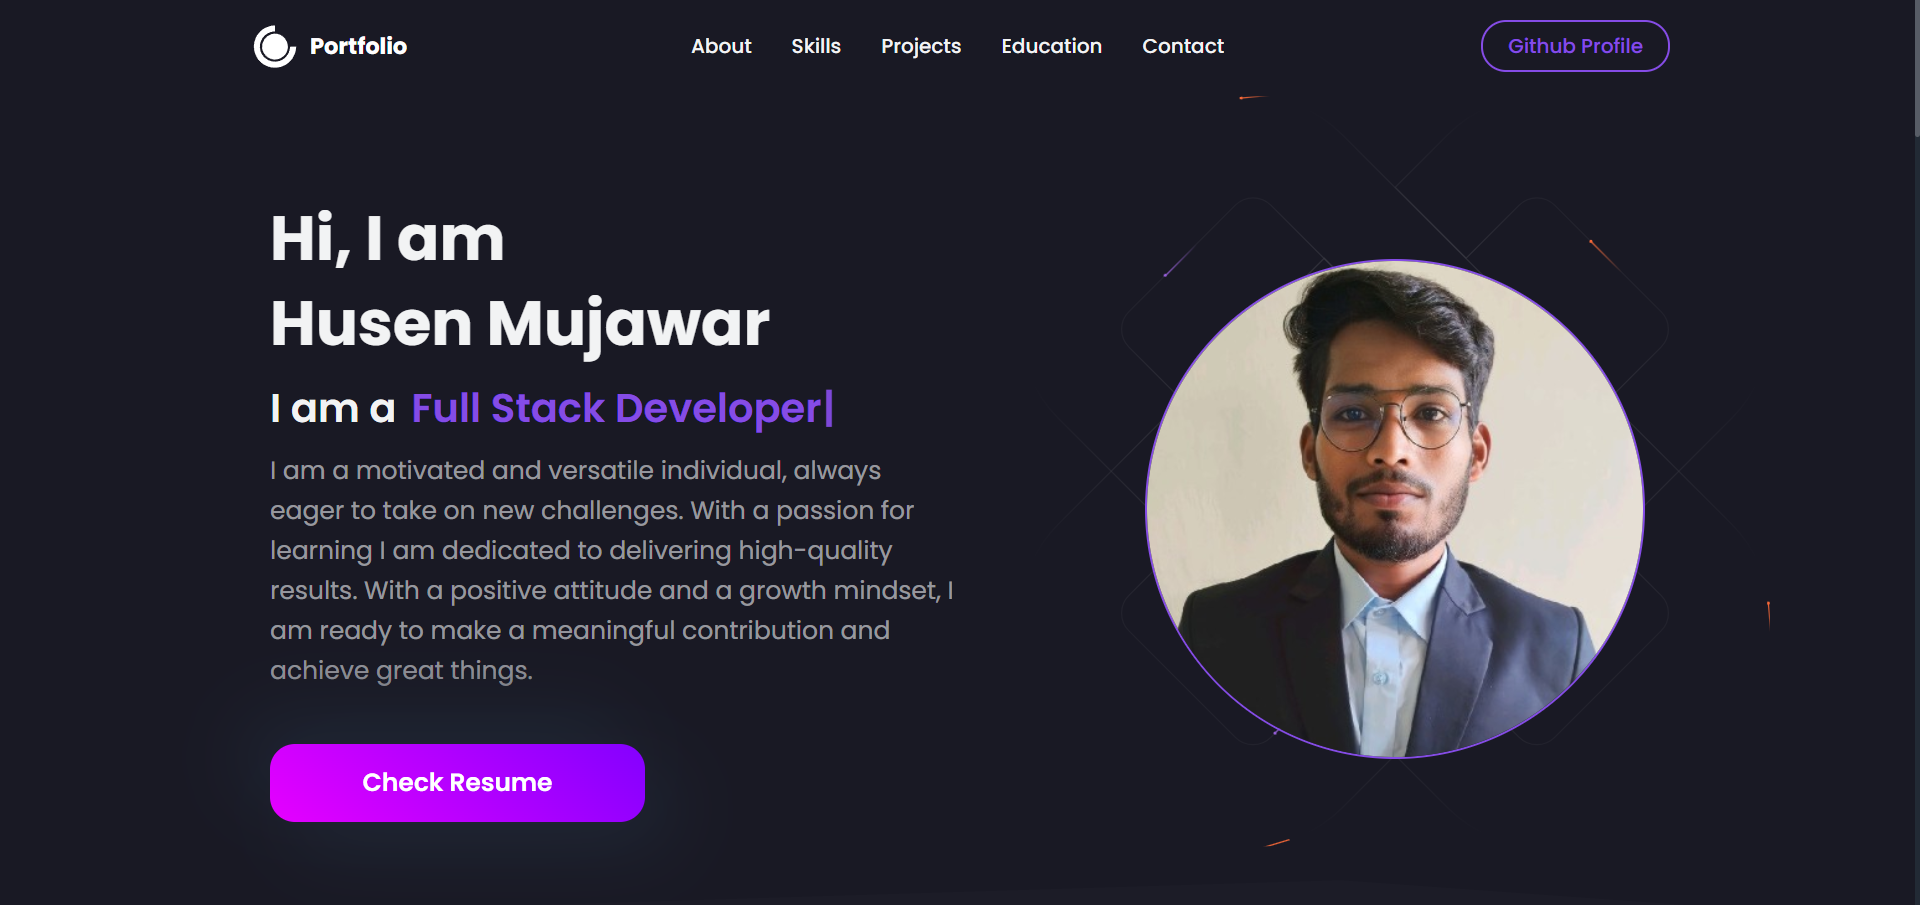 Portfolio
About Skills Projects Education Contact
Github Profile
Hi, I am
Husen Mujawar
I am a Full Stack Developer|
I am a motivated and versatile individual, always
eager to take on new challenges. With a passion for
learning I am dedicated to delivering high-quality
results. With a positive attitude and a growth mindset, I
am ready to make a meaningful contribution and
achieve great things.
Check Resume